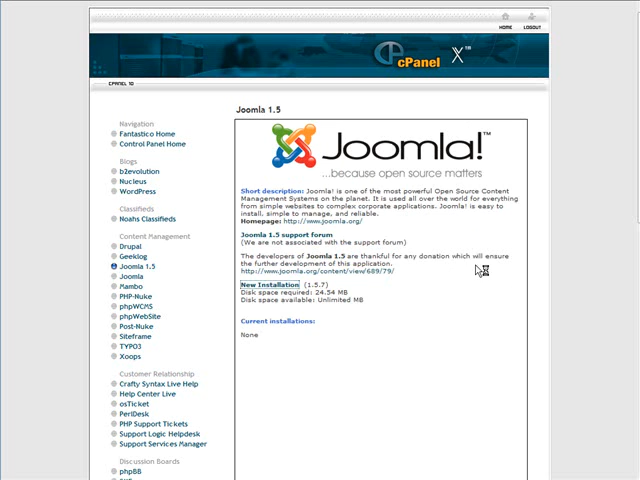 HOME LOGOUT
cPanel X™
CPANEL 10
Joomla 1.5
Navigation
Fantastico Home
Control Panel Home
Blogs
b2evolution
Nucleus
WordPress
Classifieds
Noahs Classifieds
Content Management
Drupal
Geeklog
Joomla 1.5
Joomla
Mambo
PHP-Nuke
phpWCMS
phpWebSite
Post-Nuke
Siteframe
TYPO3
Xoops
Customer Relationship
Crafty Syntax Live Help
Help Center Live
osTicket
PerlDesk
PHP Support Tickets
Support Logic Helpdesk
Support Services Manager
Discussion Boards
phpBB
Joomla!™
...because open source matters
Short description: Joomla! is one of the most powerful Open Source Content
Management Systems on the planet. It is used all over the world for everything
from simple websites to complex corporate applications. Joomla! is easy to
install, simple to manage, and reliable.
Homepage: http://www.joomla.org/
Joomla 1.5 support forum
(We are not associated with the support forum)
The developers of Joomla 1.5 are thankful for any donation which will ensure
the further development of this application.
http://www.joomla.org/content/view/689/79/
New Installation (1.5.7)
Disk space required: 24.54 MB
Disk space available: Unlimited MB
Current installations:
None